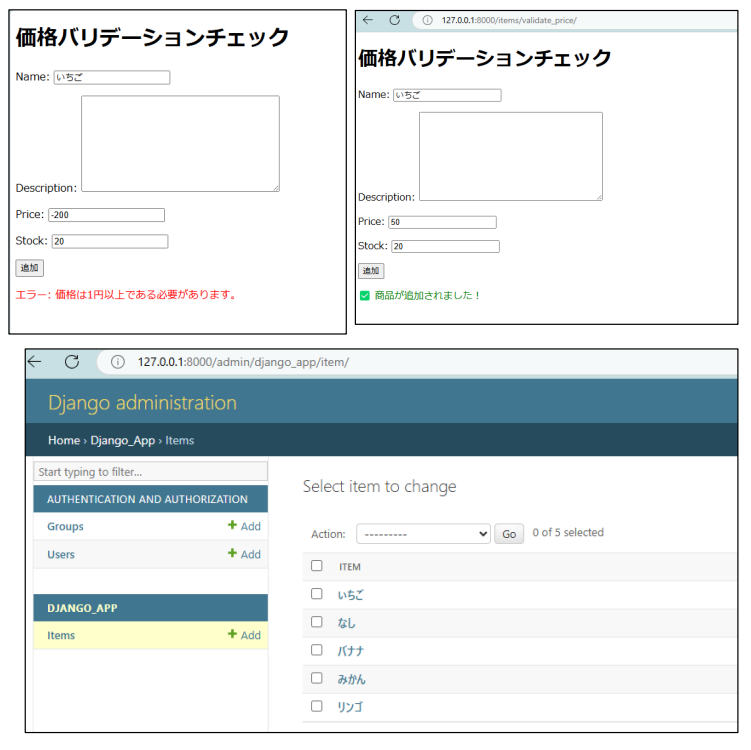 価格バリデーションチェック
Name: いちご
Description:
Price: -200
Stock: 20
追加
エラー: 価格は1円以上である必要があります。
127.0.0.1:8000/items/validate_price/
価格バリデーションチェック
Name: いちご
Description:
Price: 50
Stock: 20
追加
✅ 商品が追加されました！
127.0.0.1:8000/admin/django_app/item/
Django administration
Home › Django_App › Items
Start typing to filter...
AUTHENTICATION AND AUTHORIZATION
Groups + Add
Users + Add
DJANGO_APP
Items + Add
Select item to change
Action: --------- Go 0 of 5 selected
ITEM
いちご
なし
バナナ
みかん
リンゴ